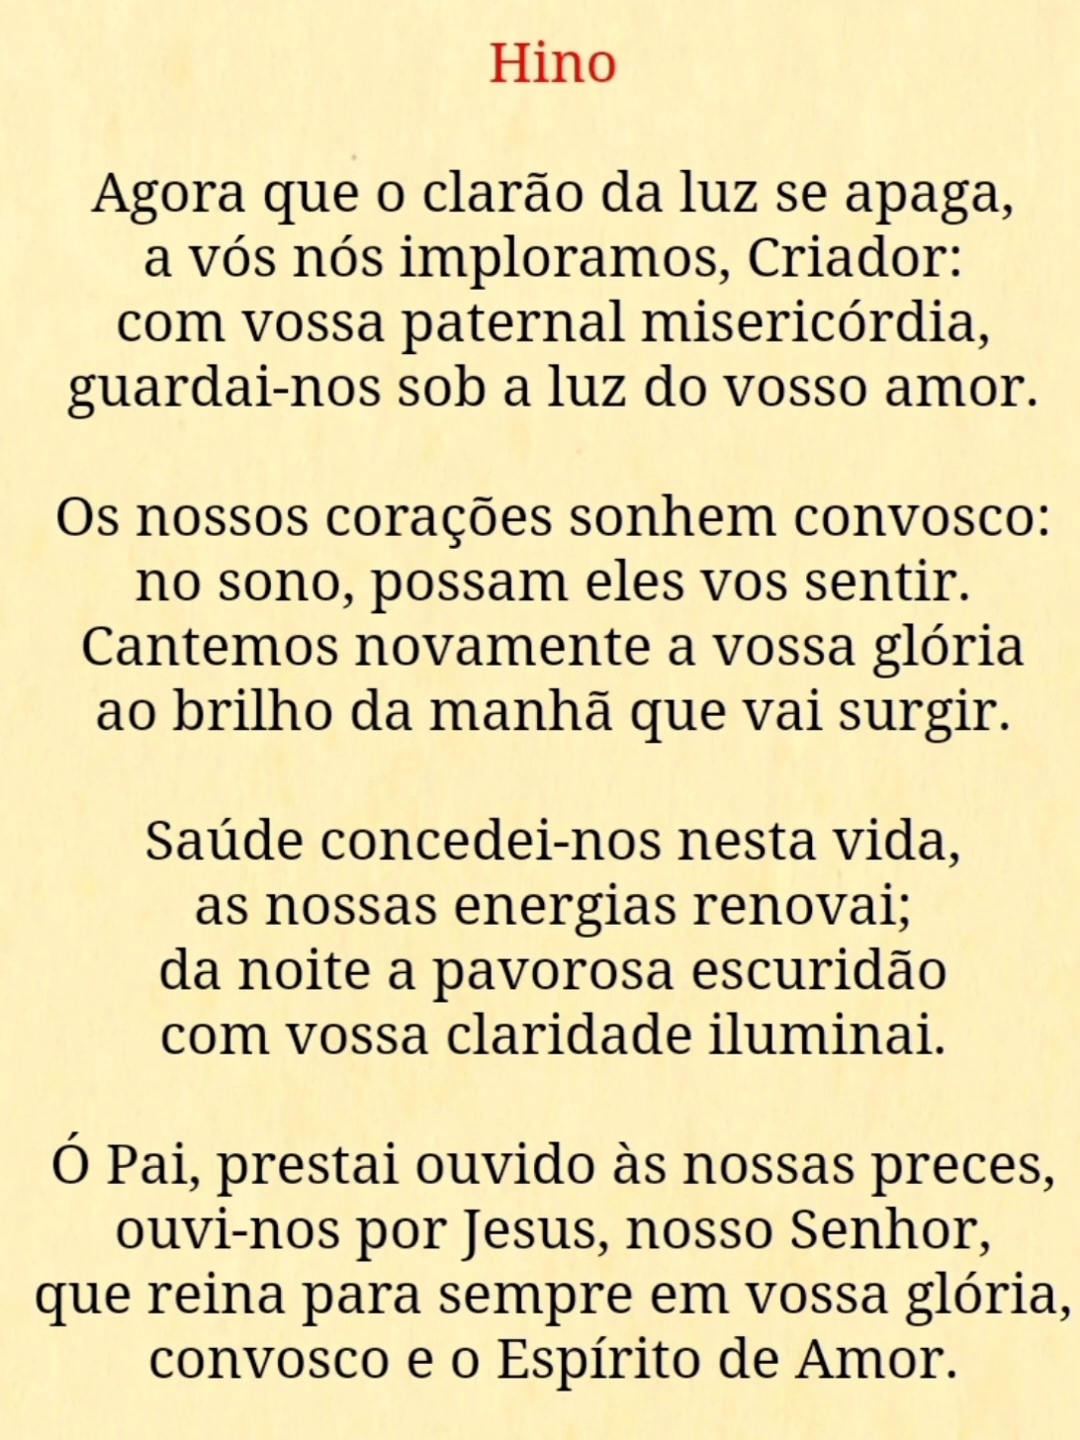 Hino
Agora que o clarão da luz se apaga,
a vós nós imploramos, Criador:
com vossa paternal misericórdia,
guardai-nos sob a luz do vosso amor.
Os nossos corações sonhem convosco:
no sono, possam eles vos sentir.
Cantemos novamente a vossa glória
ao brilho da manhã que vai surgir.
Saúde concedei-nos nesta vida,
as nossas energias renovai;
da noite a pavorosa escuridão
com vossa claridade iluminai.
Ó Pai, prestai ouvido às nossas preces,
ouvi-nos por Jesus, nosso Senhor,
que reina para sempre em vossa glória,
convosco e o Espírito de Amor.